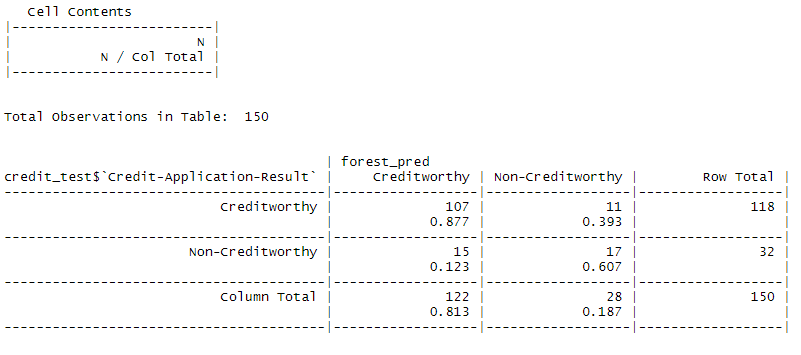 Cell Contents
|-------------------------|
|                       N |
|           N / Col Total |
|-------------------------|
Total Observations in Table:  150
                                        | forest_pred
credit_test$`Credit-Application-Result` |     Creditworthy | Non-Creditworthy |        Row Total |
----------------------------------------|------------------|------------------|------------------|
                           Creditworthy |              107 |               11 |              118 |
                                        |            0.877 |            0.393 |                  |
----------------------------------------|------------------|------------------|------------------|
                       Non-Creditworthy |               15 |               17 |               32 |
                                        |            0.123 |            0.607 |                  |
----------------------------------------|------------------|------------------|------------------|
                           Column Total |              122 |               28 |              150 |
                                        |            0.813 |            0.187 |                  |
----------------------------------------|------------------|------------------|------------------|